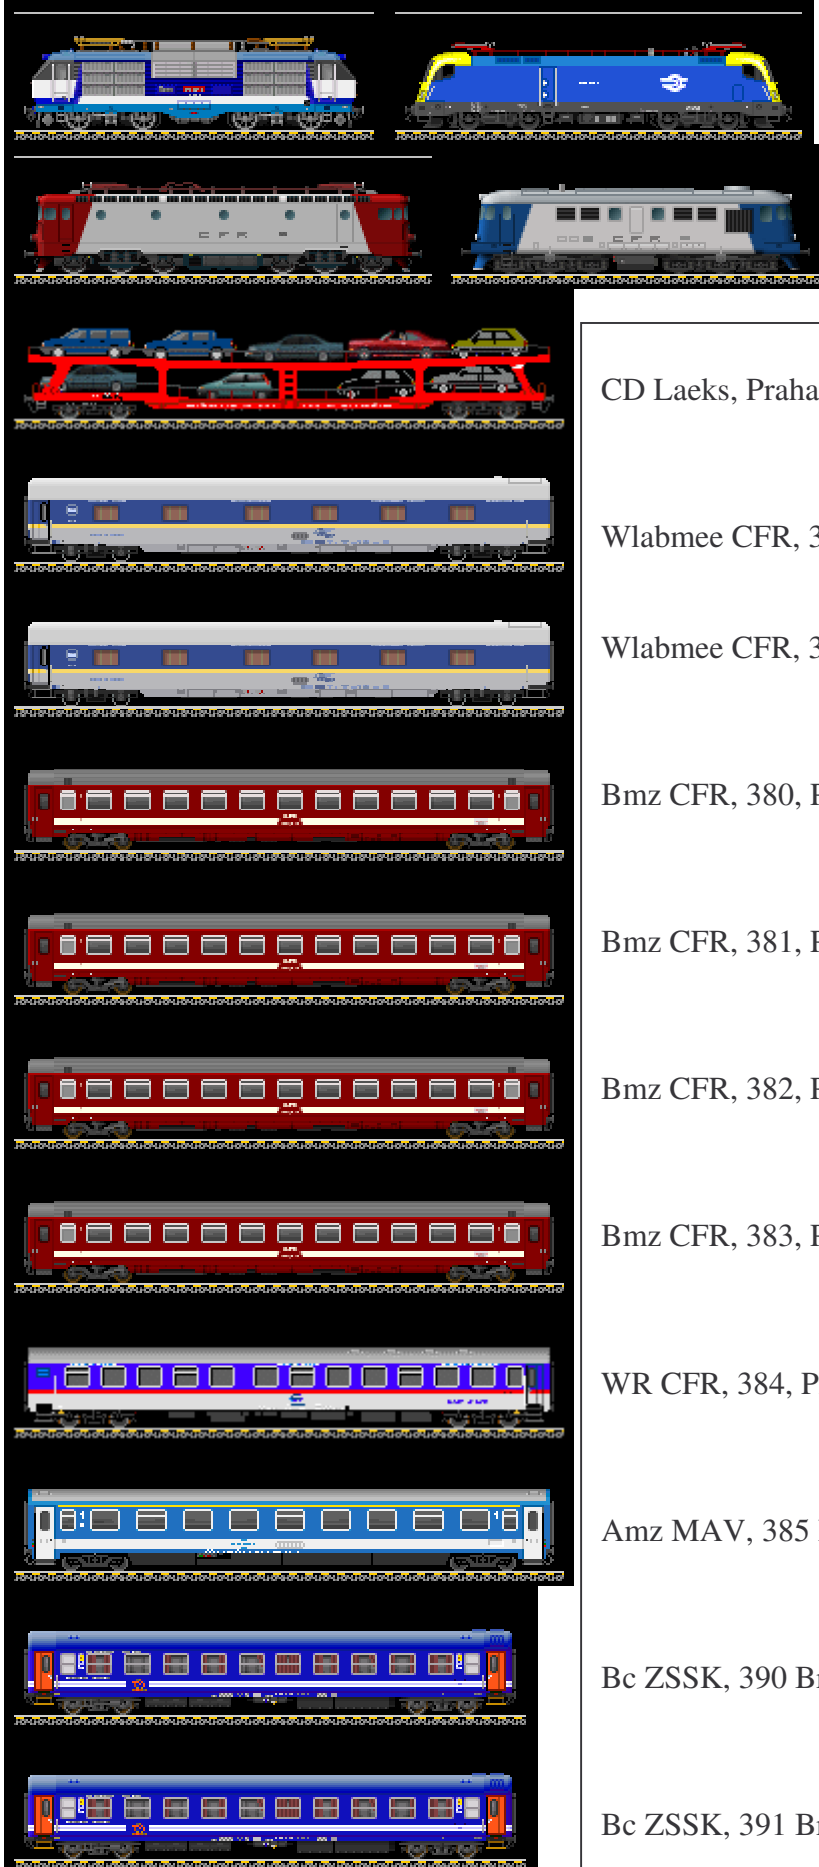 C F R
C F R
CD Laeks, Praha
Wlabmee CFR, 3
Wlabmee CFR, 3
Bmz CFR, 380,
Bmz CFR, 381,
Bmz CFR, 382,
Bmz CFR, 383,
WR CFR, 384, P
Amz MAV, 385
Bc ZSSK, 390
Bc ZSSK, 391